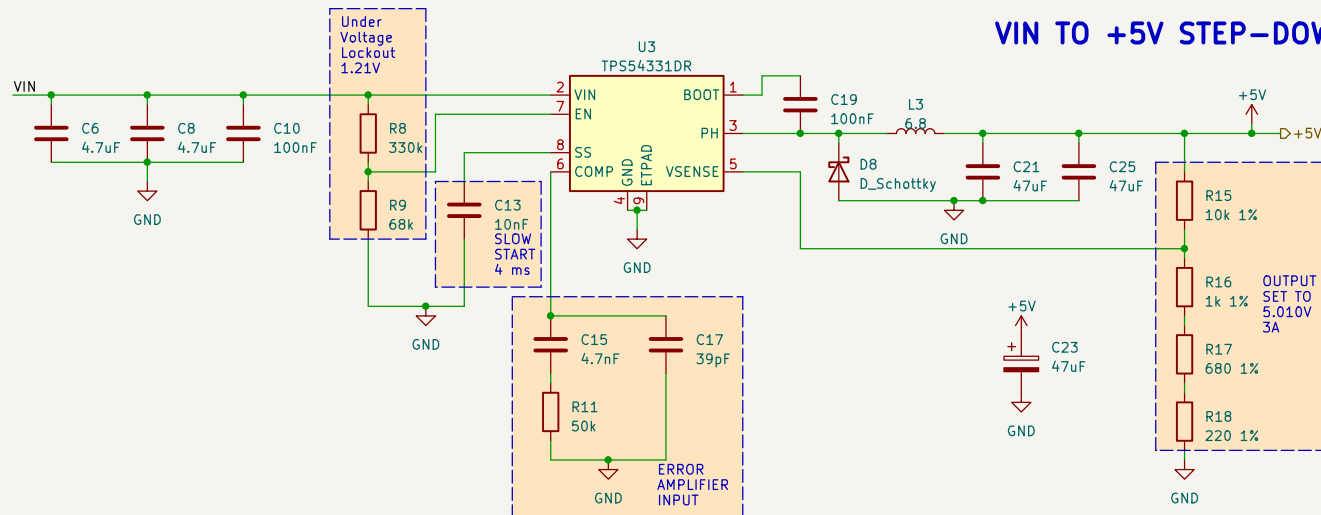 VIN TO +5V
Under
Voltage
Lockout
1.21V
U3
TPS54331DR
VIN
2
VIN
7
EN
8
SS
6
COMP
BOOT
1
PH
3
VSENSE
5
GND
4
ETPAD
9
GND
C6
4.7uF
C8
4.7uF
C10
100nF
GND
R8
330k
R9
68k
C13
10nF
SLOW
START
4 ms
GND
C19
100nF
L3
6.8
D8
D_Schottky
C21
47uF
C25
47uF
GND
+5V
+5V
R15
10k 1%
R16
1k 1%
R17
680 1%
R18
220 1%
OUTPUT
SET TO
5.010V
3A
GND
+5V
+
C23
47uF
GND
C15
4.7nF
C17
39pF
R11
50k
GND
ERROR
AMPLIFIER
INPUT